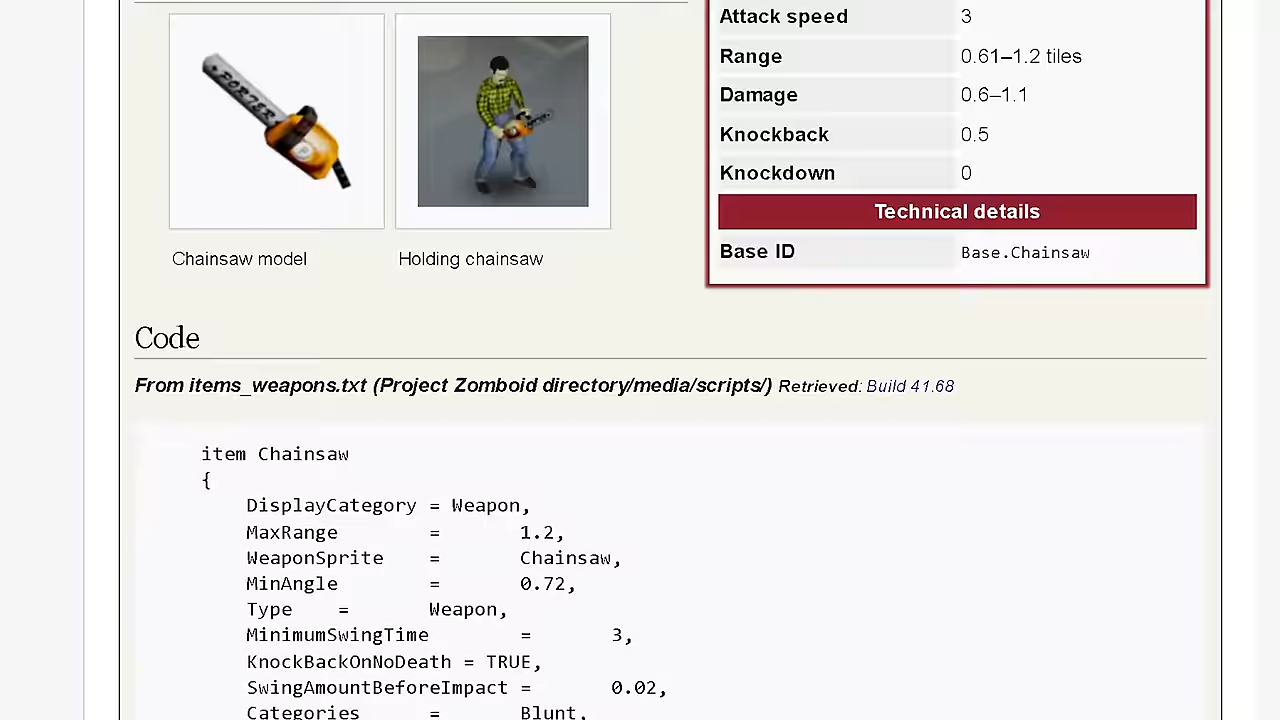 Attack speed 3
Range 0.61–1.2 tiles
Damage 0.6–1.1
Knockback 0.5
Knockdown 0
Technical details
Base ID Base.Chainsaw
PORTER
Chainsaw model
Holding chainsaw
Code
From items_weapons.txt (Project Zomboid directory/media/scripts/) Retrieved: Build 41.68
item Chainsaw
{
DisplayCategory = Weapon,
MaxRange = 1.2,
WeaponSprite = Chainsaw,
MinAngle = 0.72,
Type = Weapon,
MinimumSwingTime = 3,
KnockBackOnNoDeath = TRUE,
SwingAmountBeforeImpact = 0.02,
Categories = Blunt,